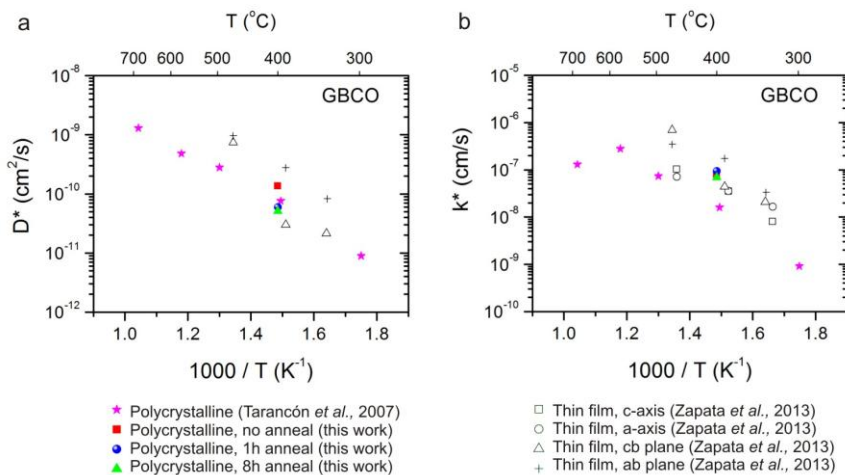 a
T (°C)
700 600 500 400 300
10⁻⁸
10⁻⁹
10⁻¹⁰
10⁻¹¹
10⁻¹²
D* (cm²/s)
GBCO
1.0 1.2 1.4 1.6 1.8
1000 / T (K⁻¹)
Polycrystalline (Tarancón et al., 2007)
Polycrystalline, no anneal (this work)
Polycrystalline, 1h anneal (this work)
Polycrystalline, 8h anneal (this work)
b
T (°C)
700 600 500 400 300
10⁻⁵
10⁻⁶
10⁻⁷
10⁻⁸
10⁻⁹
10⁻¹⁰
k* (cm/s)
GBCO
1.0 1.2 1.4 1.6 1.8
1000 / T (K⁻¹)
Thin film, c-axis (Zapata et al., 2013)
Thin film, a-axis (Zapata et al., 2013)
Thin film, cb plane (Zapata et al., 2013)
Thin film, ab plane (Zapata et al., 2013)